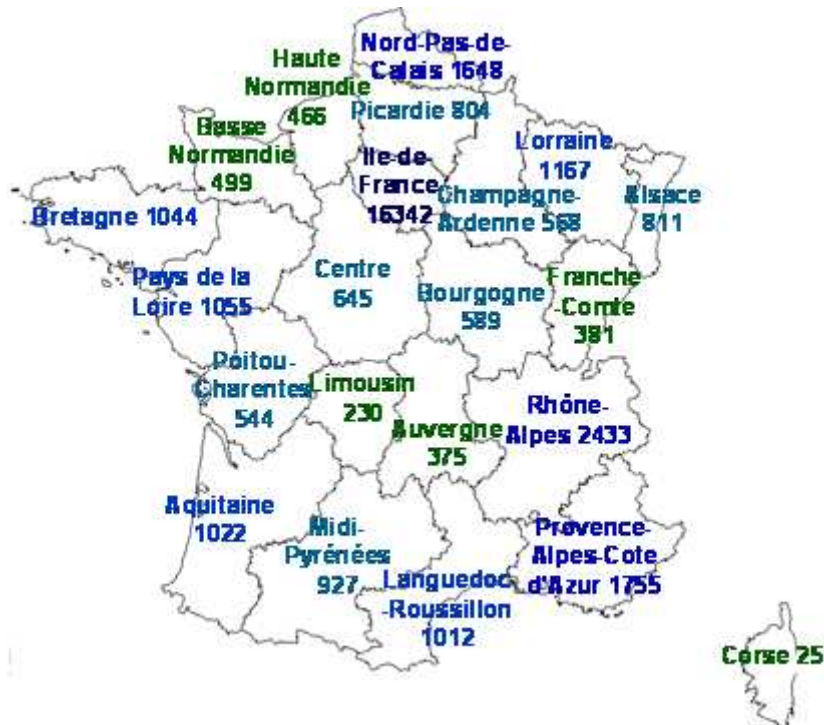 Nord-Pas-de-
Calais 1648
Haute
Normandie
466
Picardie 804
Basse
Normandie
499
Ile-de-
France
16342
Lorraine
1167
Champagne-
Ardenne 568
Alsace
811
Bretagne 1044
Pays de la
Loire 1055
Centre
645
Bourgogne
589
Franche
-Comte
381
Poitou-
Charentes
544
Limousin
230
Auvergne
375
Rhône-
Alpes 2433
Aquitaine
1022
Midi-
Pyrénées
927
Languedoc
-Roussillon
1012
Provence-
Alpes-Cote
d'Azur 1755
Corse 25